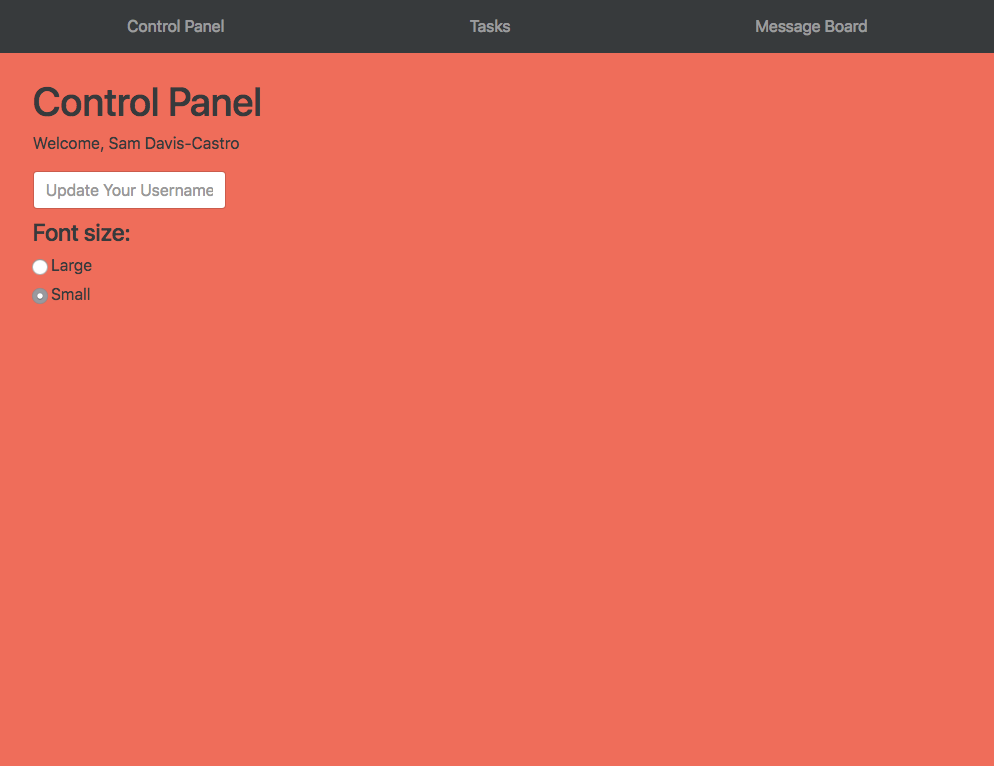 Control Panel Tasks Message Board
Control Panel
Welcome, Sam Davis-Castro
Update Your Username
Font size:
Large
Small